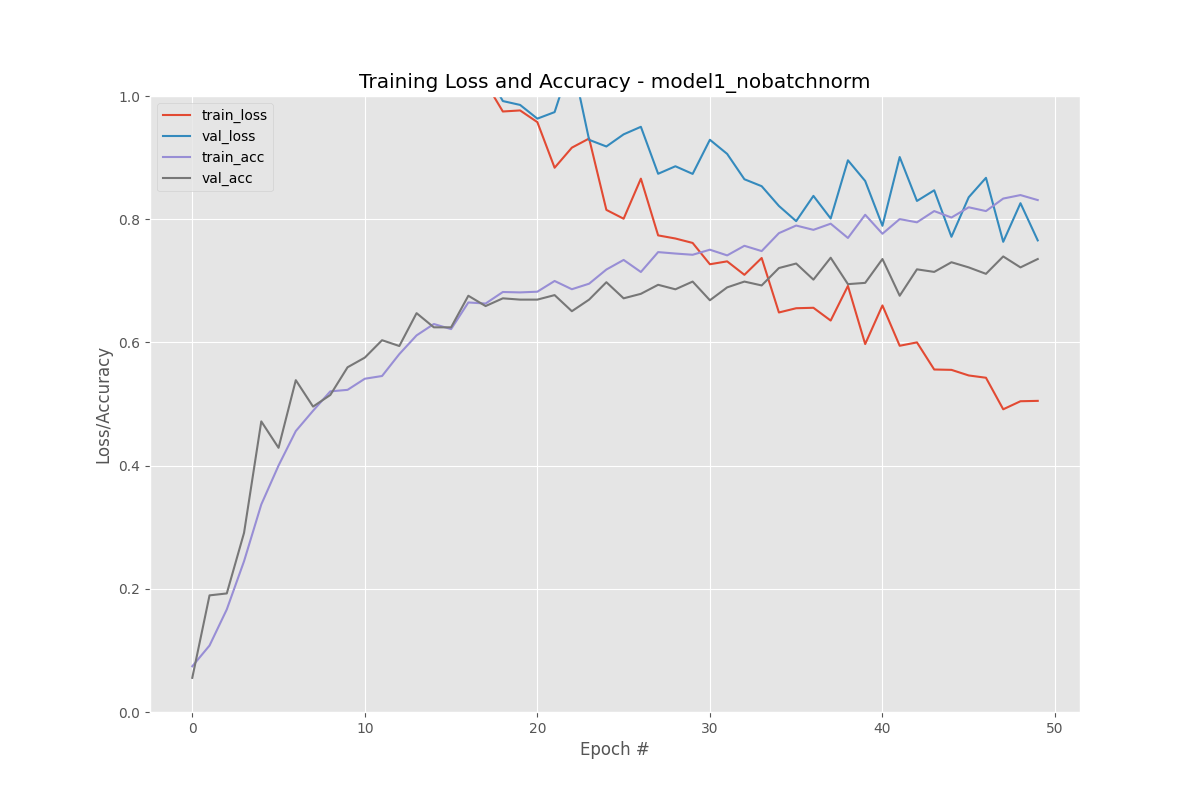 Training Loss and Accuracy - model1_nobatchnorm
1.0
train_loss
val_loss
train_acc
val_acc
0.8
0.6
Loss/Accuracy
0.4
0.2
0.0
0 10 20 30 40 50
Epoch #